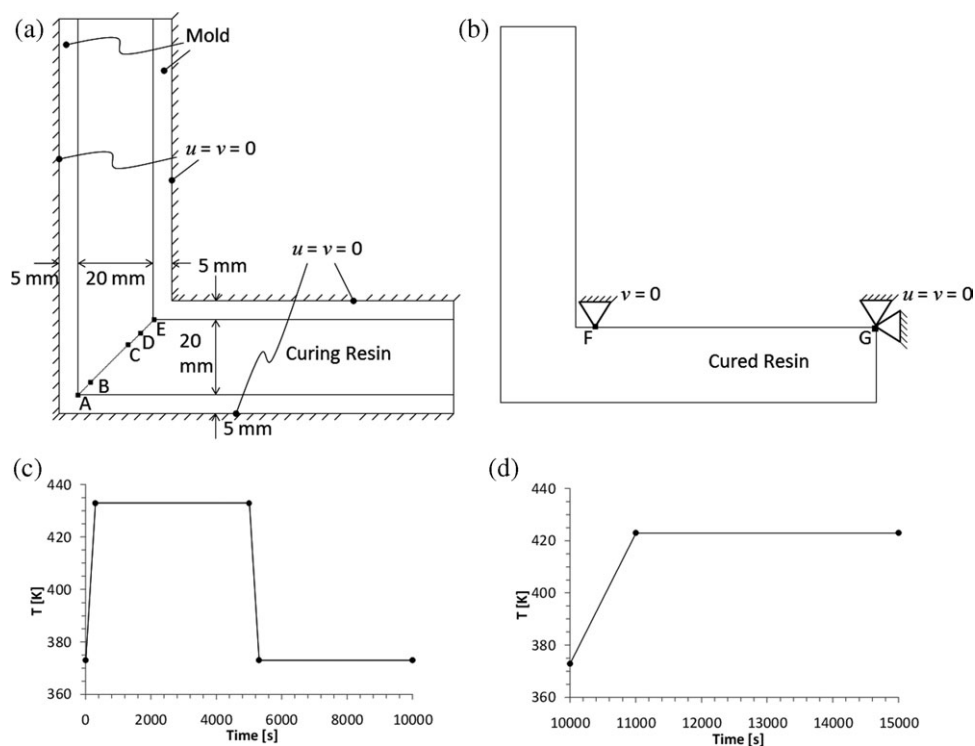 (a)
Mold
u = v = 0
u = v = 0
5 mm
20 mm
5 mm
E
D
C
B
A
20
mm
Curing Resin
5 mm
(b)
v = 0
u = v = 0
F
G
Cured Resin
(c)
T [K]
440
420
400
380
360
0
2000
4000
6000
8000
10000
Time [s]
(d)
T [K]
440
420
400
380
360
10000
11000
12000
13000
14000
15000
Time [s]